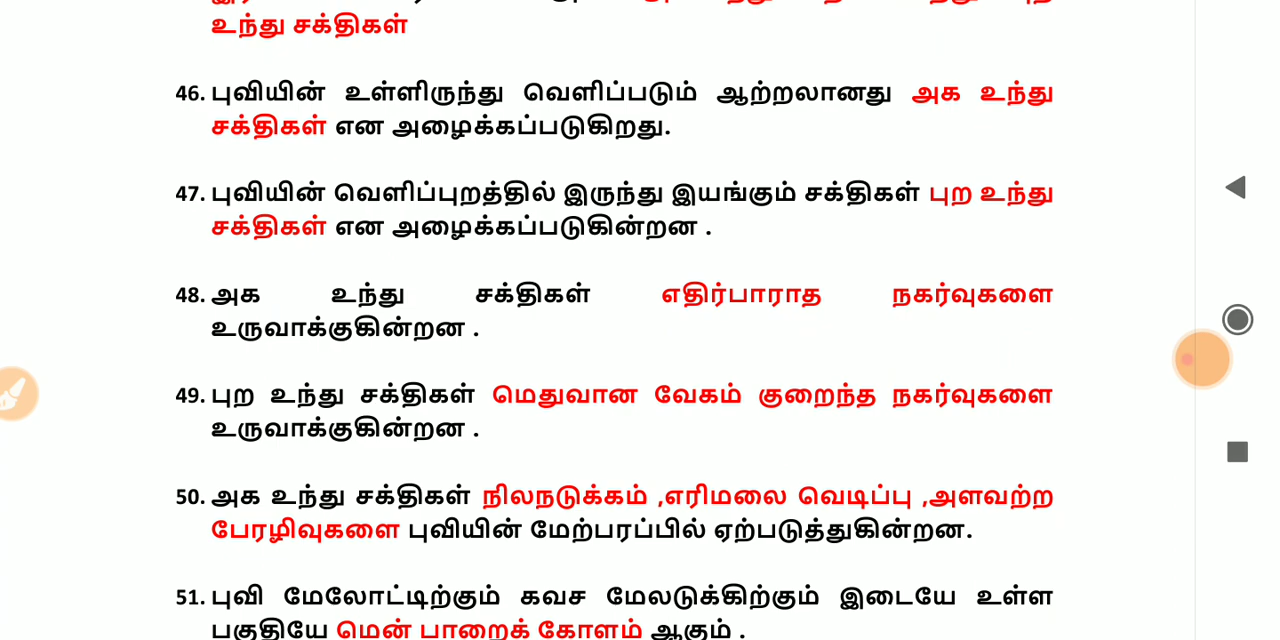 உந்து சக்திகள்
46. புவியின் உள்ளிருந்து வெளிப்படும் ஆற்றலானது அக உந்து
சக்திகள் என அழைக்கப்படுகிறது.
47. புவியின் வெளிப்புறத்தில் இருந்து இயங்கும் சக்திகள் புற உந்து
சக்திகள் என அழைக்கப்படுகின்றன .
48. அக உந்து சக்திகள் எதிர்பாராத நகர்வுகளை
உருவாக்குகின்றன .
49. புற உந்து சக்திகள் மெதுவான வேகம் குறைந்த நகர்வுகளை
உருவாக்குகின்றன .
50. அக உந்து சக்திகள் நிலநடுக்கம் ,எரிமலை வெடிப்பு ,அளவற்ற
பேரழிவுகளை புவியின் மேற்பரப்பில் ஏற்படுத்துகின்றன.
51. புவி மேலோட்டிற்கும் கவச மேலடுக்கிற்கும் இடையே உள்ள
பகுதியே மென் பாறைக் கோளம் ஆகும் .